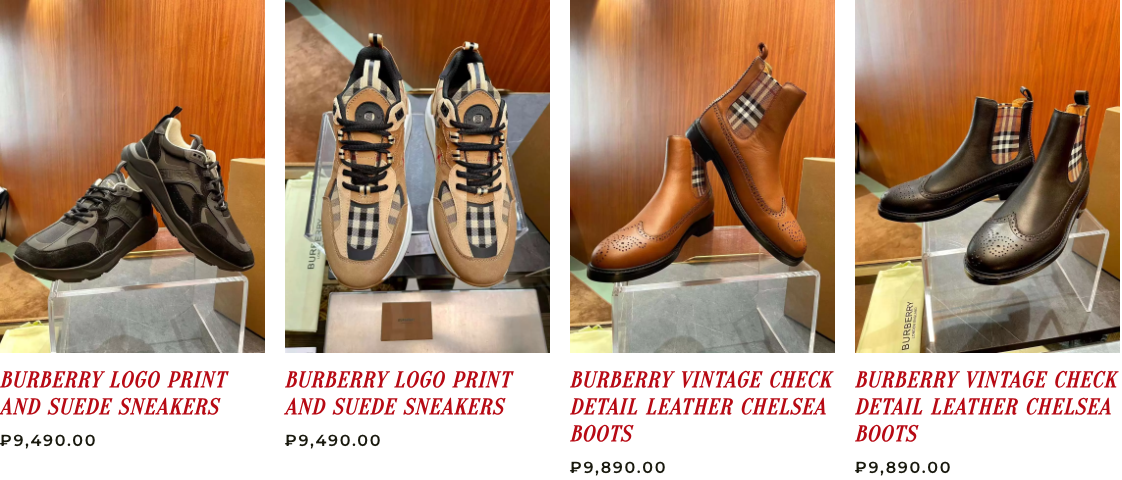 BURBERRY
BURBERRY
BURBERRY LOGO PRINT
AND SUEDE SNEAKERS
₽9,490.00
BURBERRY LOGO PRINT
AND SUEDE SNEAKERS
₽9,490.00
BURBERRY VINTAGE CHECK
DETAIL LEATHER CHELSEA
BOOTS
₽9,890.00
BURBERRY VINTAGE CHECK
DETAIL LEATHER CHELSEA
BOOTS
₽9,890.00